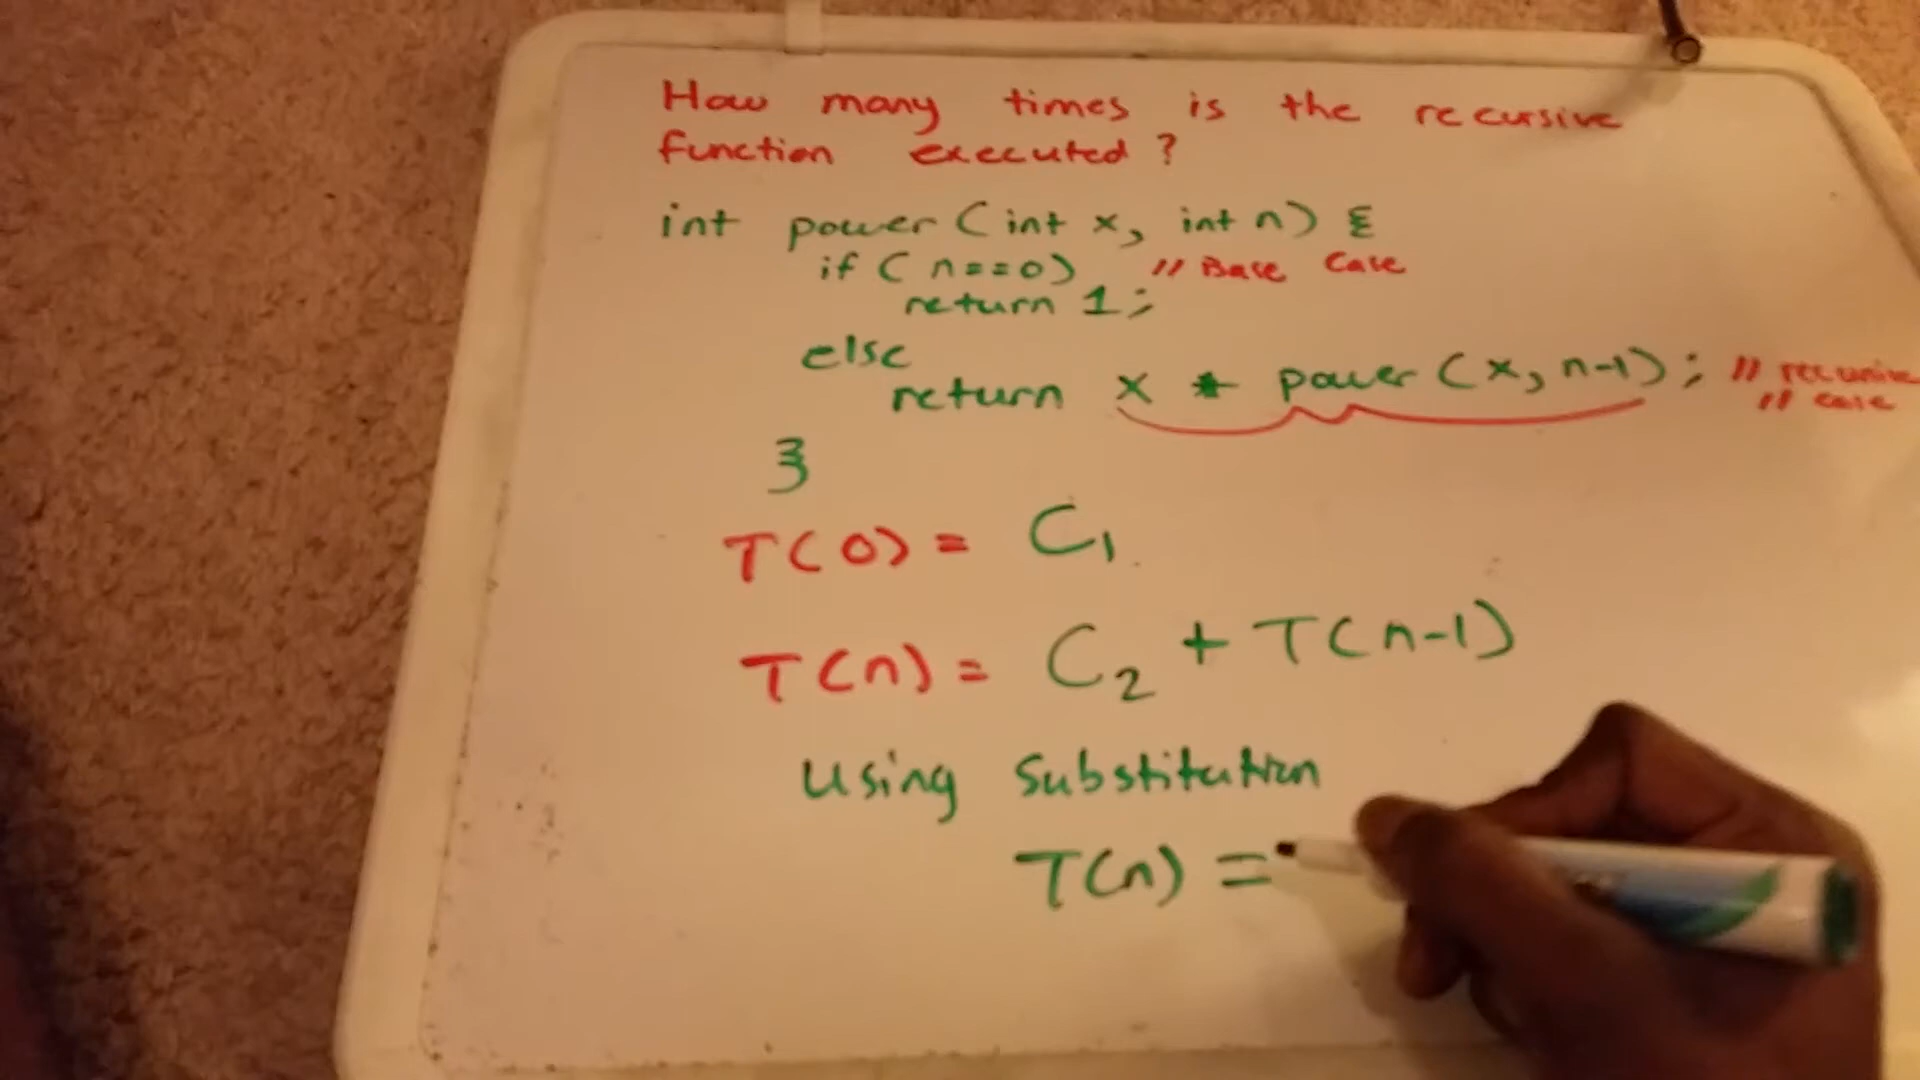 How many times is the recursive
function executed?
int power (int x, int n) {
if (n==0) // Base Case
return 1;
else
return x * power (x, n-1); // recursive
// case
}
T(0) = C₁
T(n) = C₂ + T(n-1)
Using Substitution
T(n) =